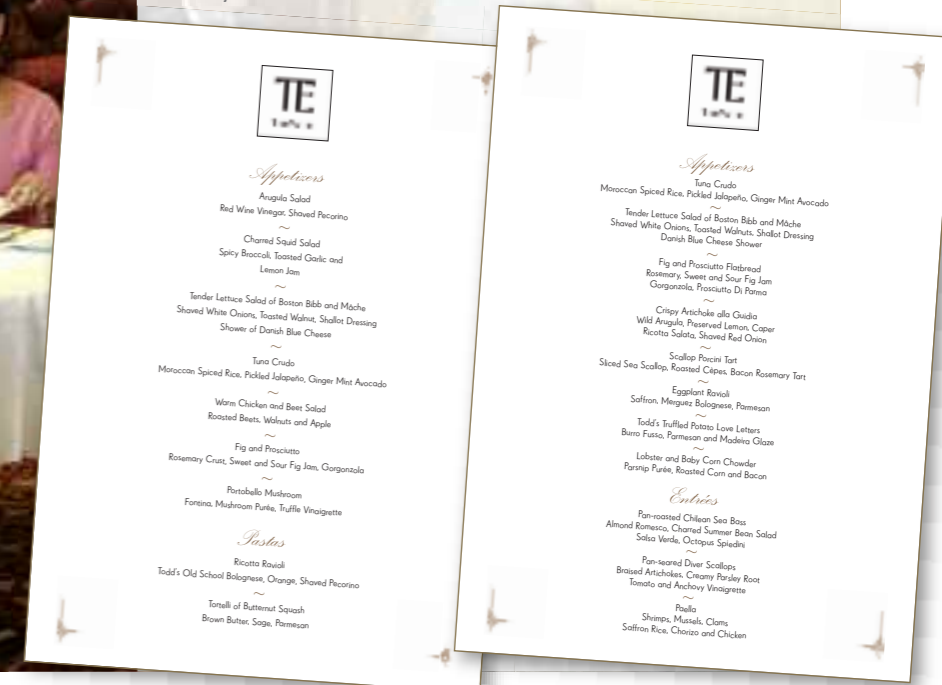 TE
Appetizers
Arugula Salad
Red Wine Vinegar, Shaved Pecorino
~
Charred Squid Salad
Spicy Broccoli, Toasted Garlic and
Lemon Jam
~
Tender Lettuce Salad of Boston Bibb and Mâche
Shaved White Onions, Toasted Walnut, Shallot Dressing
Shower of Danish Blue Cheese
~
Tuna Crudo
Moroccan Spiced Rice, Pickled Jalapeño, Ginger Mint Avocado
~
Warm Chicken and Beet Salad
Roasted Beets, Walnuts and Apple
~
Fig and Prosciutto
Rosemary Crust, Sweet and Sour Fig Jam, Gorgonzola
~
Portobello Mushroom
Fontina, Mushroom Purée, Truffle Vinaigrette
Pastas
Ricotta Ravioli
Todd's Old School Bolognese, Orange, Shaved Pecorino
~
Tortelli of Butternut Squash
Brown Butter, Sage, Parmesan
TE
Appetizers
Tuna Crudo
Moroccan Spiced Rice, Pickled Jalapeño, Ginger Mint Avocado
~
Tender Lettuce Salad of Boston Bibb and Mâche
Shaved White Onions, Toasted Walnuts, Shallot Dressing
Danish Blue Cheese Shower
~
Fig and Prosciutto Flatbread
Rosemary, Sweet and Sour Fig Jam
Gorgonzola, Prosciutto Di Parma
~
Crispy Artichoke alla Guidia
Wild Arugula, Preserved Lemon, Caper
Ricotta Salata, Shaved Red Onion
~
Scallop Porcini Tart
Sliced Sea Scallop, Roasted Cèpes, Bacon Rosemary Tart
~
Eggplant Ravioli
Saffron, Merguez Bolognese, Parmesan
~
Todd's Truffled Potato Love Letters
Burro Fusso, Parmesan and Madeira Glaze
~
Lobster and Baby Corn Chowder
Parsnip Purée, Roasted Corn and Bacon
Entrées
Pan-roasted Chilean Sea Bass
Almond Romesco, Charred Summer Bean Salad
Salsa Verde, Octopus Spiedini
~
Pan-seared Diver Scallops
Braised Artichokes, Creamy Parsley Root
Tomato and Anchovy Vinaigrette
~
Paella
Shrimps, Mussels, Clams
Saffron Rice, Chorizo and Chicken